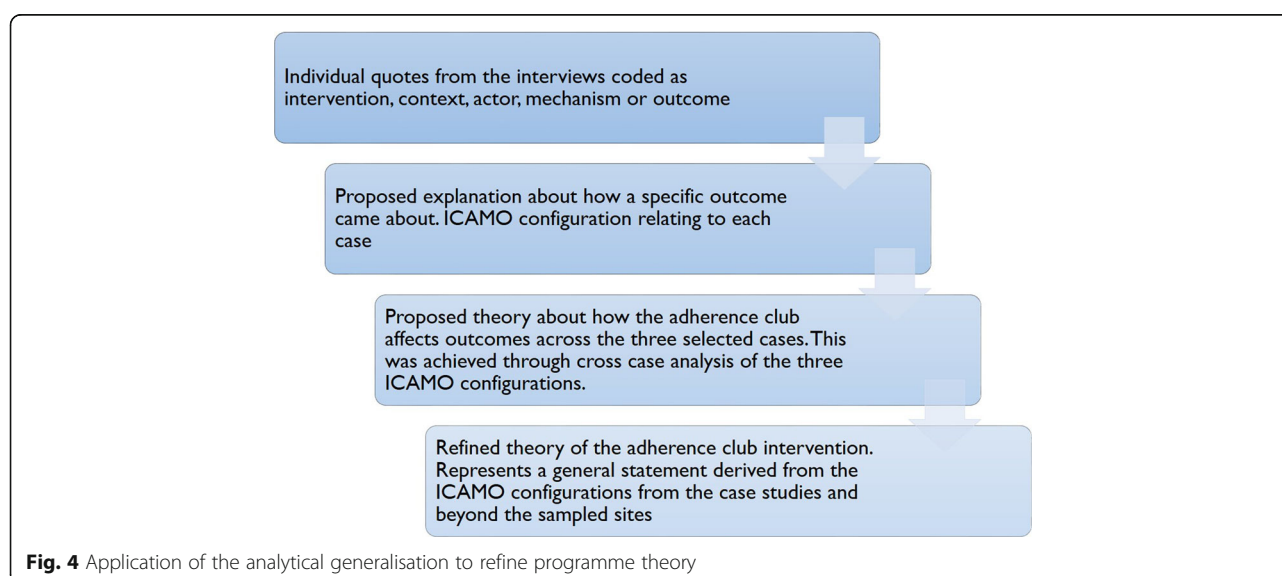 Individual quotes from the interviews coded as
intervention, context, actor, mechanism or outcome
Proposed explanation about how a specific outcome
came about. ICAMO configuration relating to each
case
Proposed theory about how the adherence club
affects outcomes across the three selected cases. This
was achieved through cross case analysis of the three
ICAMO configurations.
Refined theory of the adherence club intervention.
Represents a general statement derived from the
ICAMO configurations from the case studies and
beyond the sampled sites
Fig. 4 Application of the analytical generalisation to refine programme theory